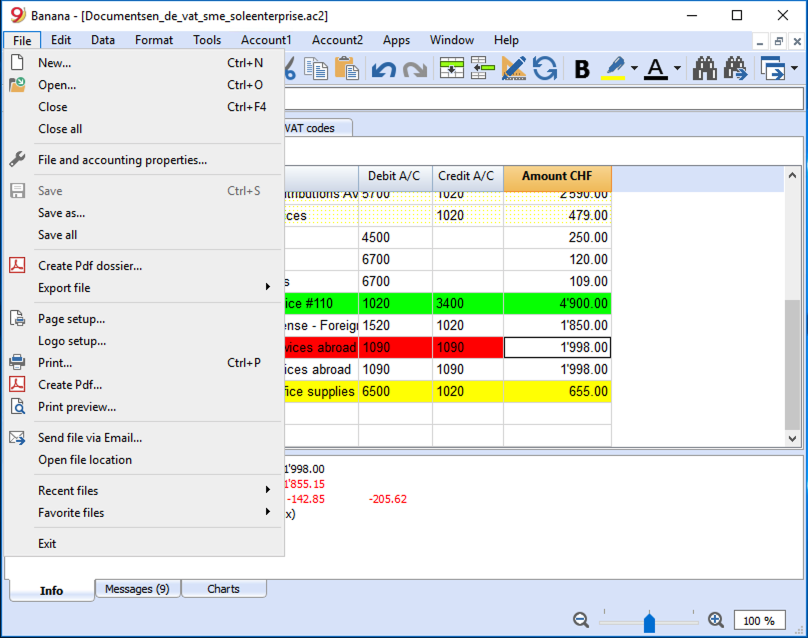 Banana - [Documentsen_de_vat_sme_soleenterprise.ac2]
File Edit Data Format Tools Account1 Account2 Apps Window Help
New... Ctrl+N
Open... Ctrl+O
Close Ctrl+F4
Close all
File and accounting properties...
Save Ctrl+S
Save as...
Save all
Create Pdf dossier...
Export file
Page setup...
Logo setup...
Print... Ctrl+P
Create Pdf...
Print preview...
Send file via Email...
Open file location
Recent files
Favorite files
Exit
B A
VAT codes
Debit A/C Credit A/C Amount CHF
5700 1020 2'590.00
ces 1020 479.00
4500 250.00
6700 120.00
s 6700 109.00
ice #110 1020 3400 4'900.00
ense - Foreig 1520 1020 1'850.00
vices abroad 1090 1090 1'998.00
ices abroad 1090 1090 1'998.00
fice supplies 6500 1020 655.00
1'998.00
1'855.15
-142.85 -205.62
x)
Info Messages (9) Charts
100 %